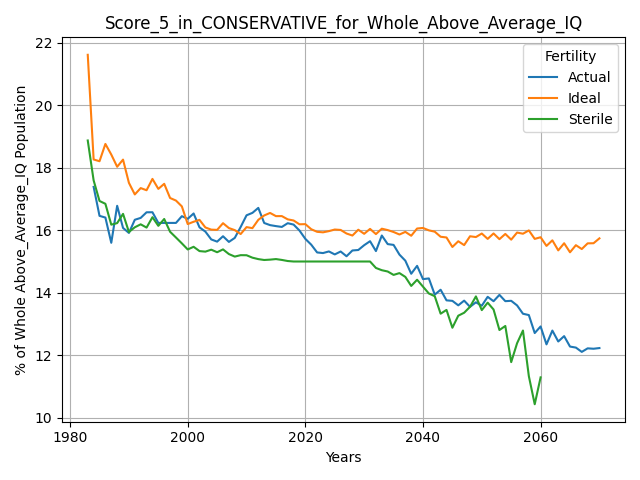 Score_5_in_CONSERVATIVE_for_Whole_Above_Average_IQ
% of Whole Above_Average_IQ Population
22
20
18
16
14
12
10
1980
2000
2020
2040
2060
Years
Fertility
Actual
Ideal
Sterile